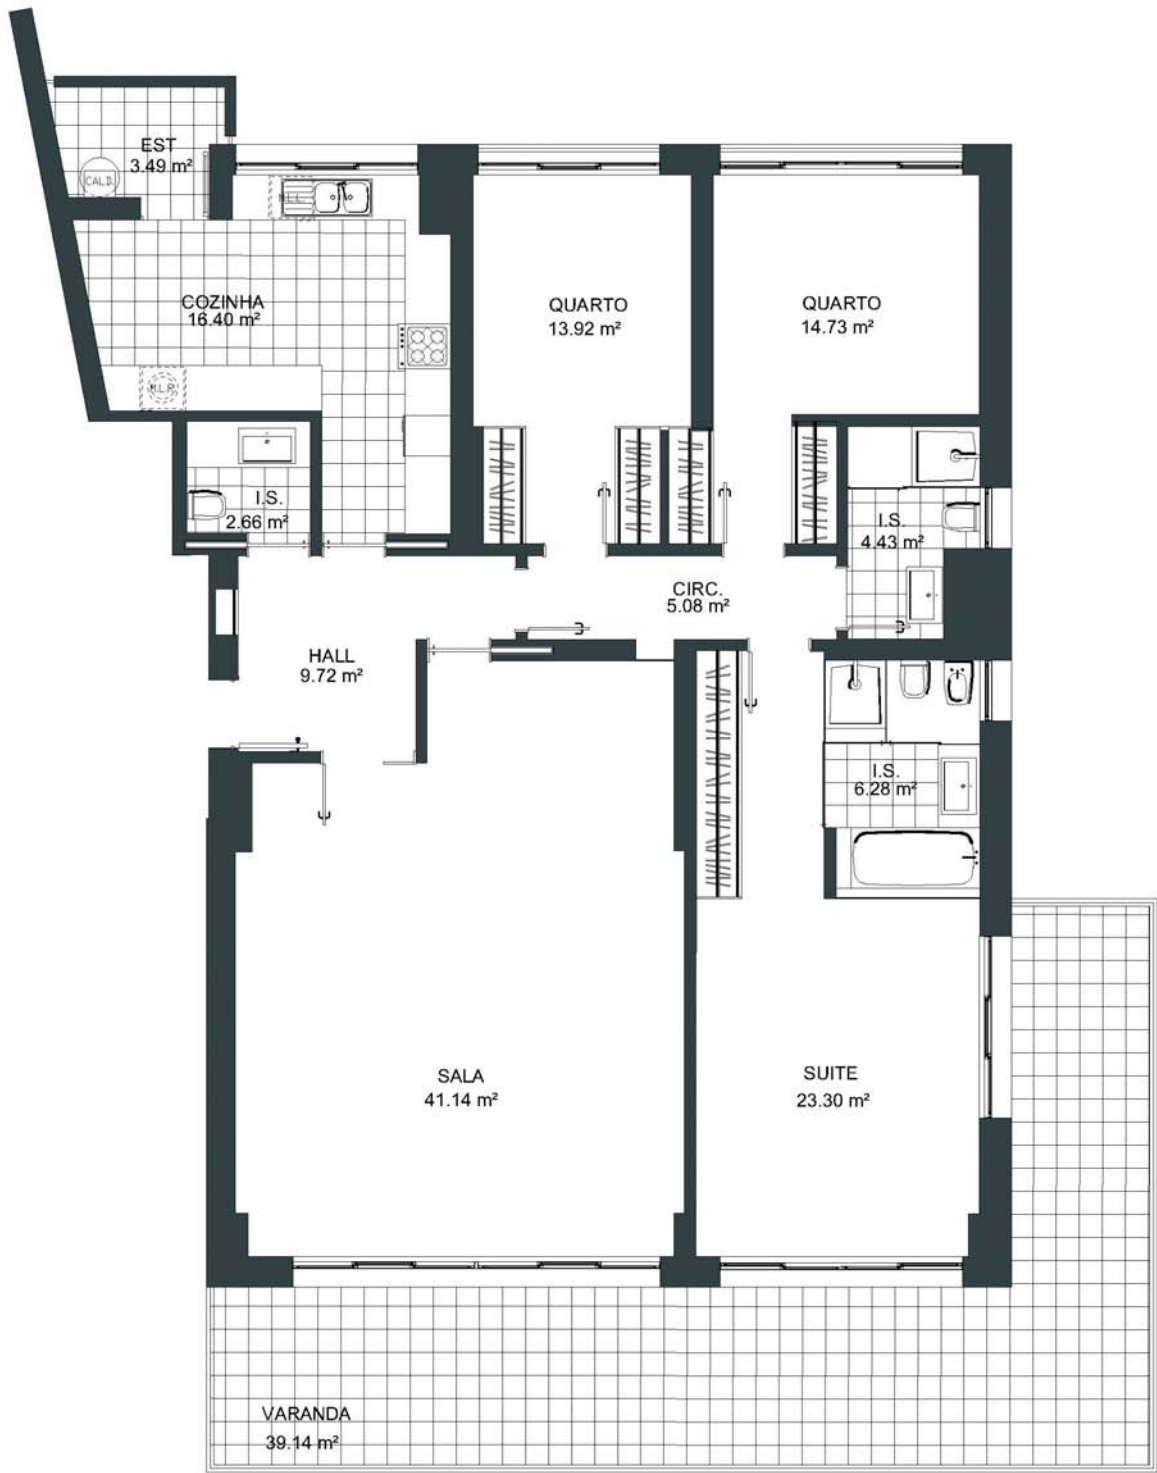 EST
3.49 m²
CALD.
M.L.L.
COZINHA
16.40 m²
QUARTO
13.92 m²
QUARTO
14.73 m²
M.L.R.
I.S.
2.66 m²
I.S.
4.43 m²
CIRC.
5.08 m²
HALL
9.72 m²
I.S.
6.28 m²
SALA
41.14 m²
SUITE
23.30 m²
VARANDA
39.14 m²